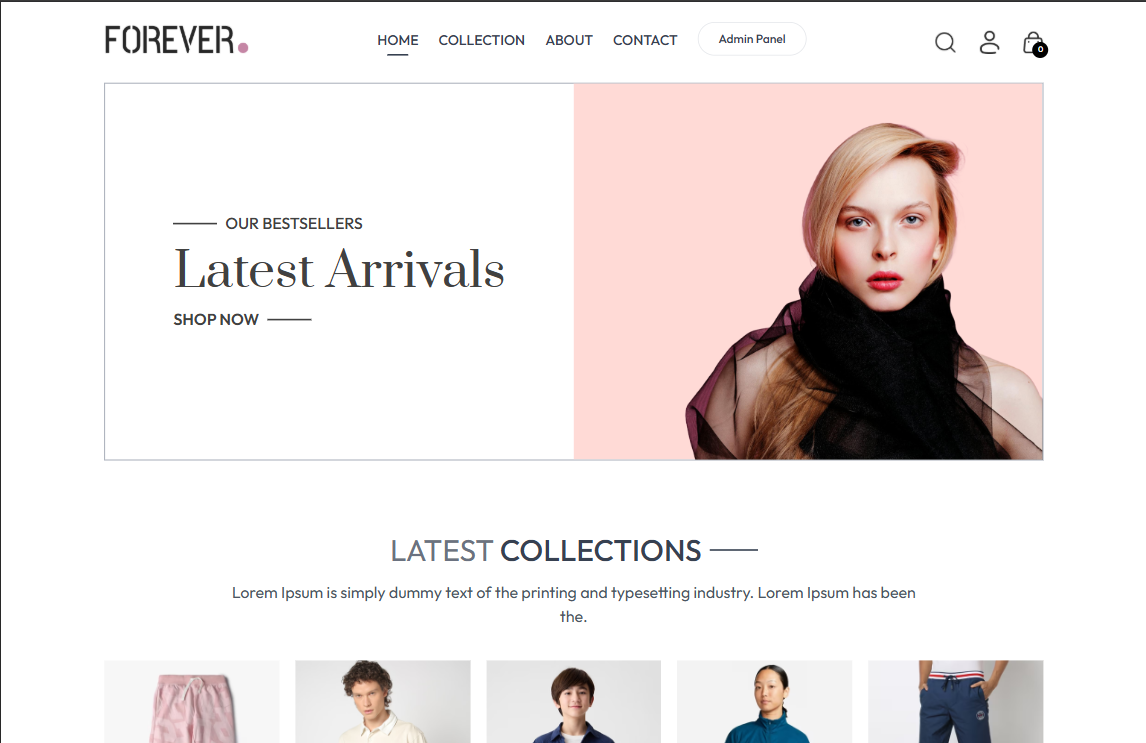 FOREVER.
HOME COLLECTION ABOUT CONTACT Admin Panel
0
OUR BESTSELLERS
Latest Arrivals
SHOP NOW
LATEST COLLECTIONS
Lorem Ipsum is simply dummy text of the printing and typesetting industry. Lorem Ipsum has been
the.